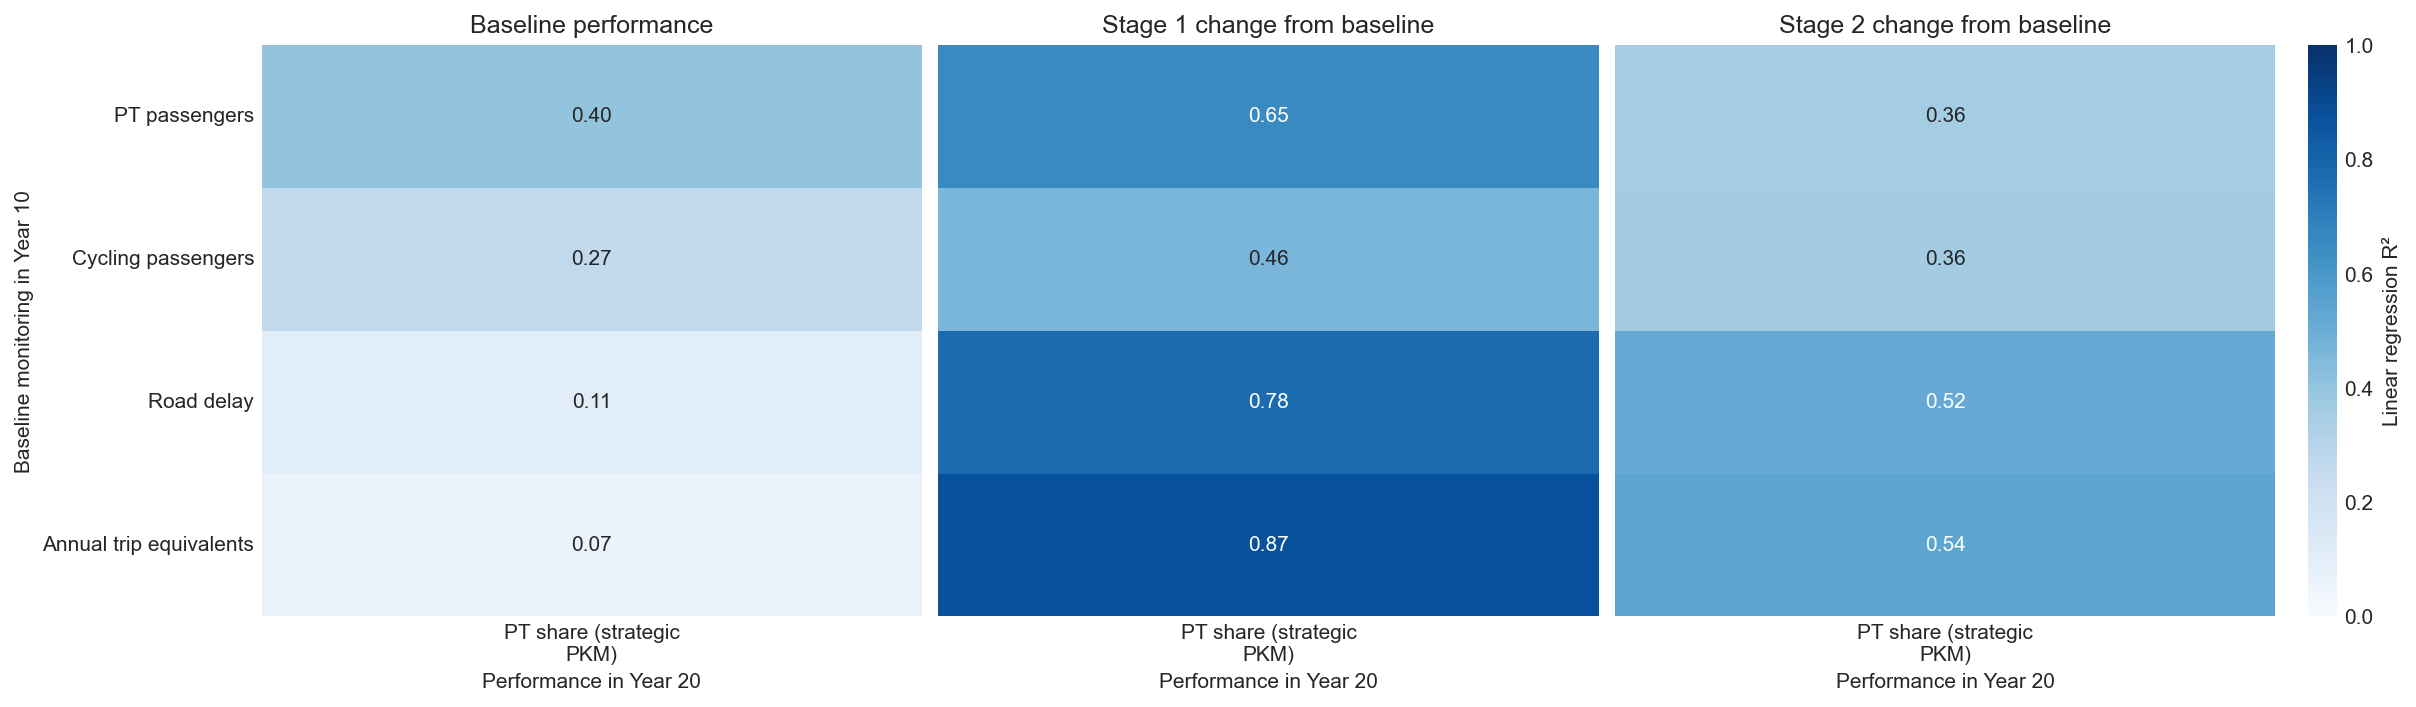 Baseline performance
Stage 1 change from baseline
Stage 2 change from baseline
Baseline monitoring in Year 10
PT passengers
0.40
0.65
0.36
Cycling passengers
0.27
0.46
0.36
Road delay
0.11
0.78
0.52
Annual trip equivalents
0.07
0.87
0.54
PT share (strategic
PKM)
Performance in Year 20
PT share (strategic
PKM)
Performance in Year 20
PT share (strategic
PKM)
Performance in Year 20
1.0
0.8
0.6
0.4
0.2
0.0
Linear regression R²